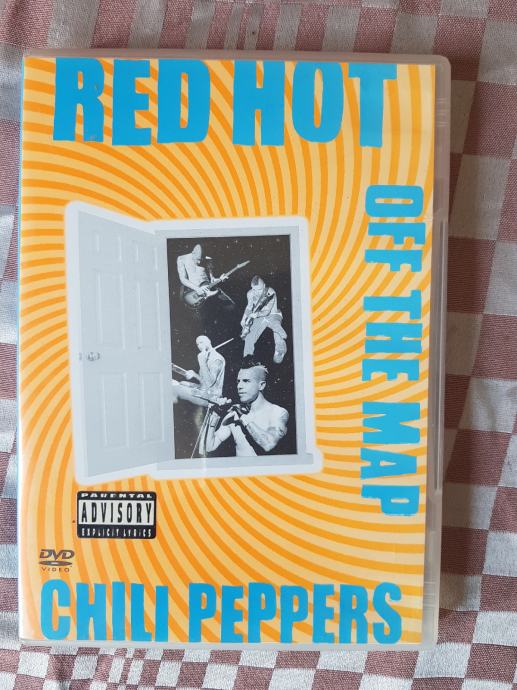 RED HOT
OFF THE MAP
PARENTAL
ADVISORY
EXPLICIT LYRICS
DVD
VIDEO
CHILI PEPPERS